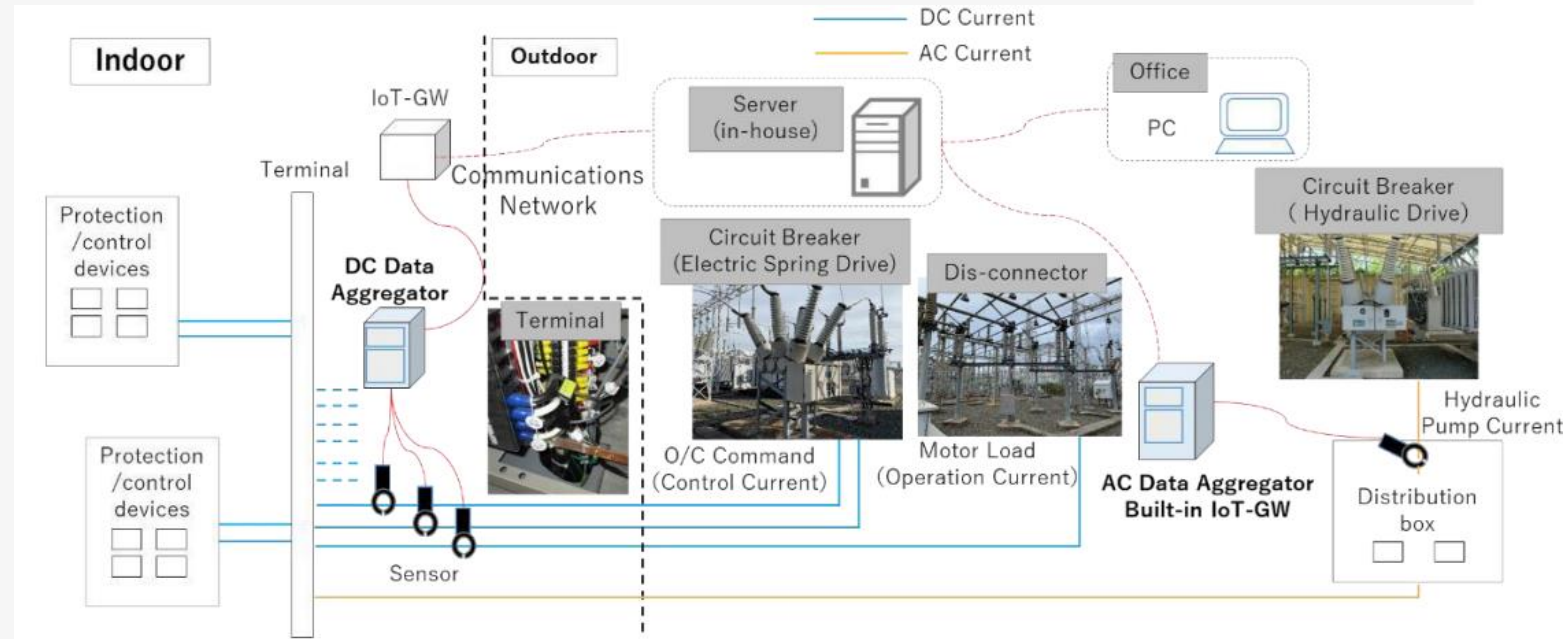 DC Current
AC Current
Indoor
Outdoor
IoT-GW
Server
(in-house)
Office
PC
Terminal
Communications
Network
Circuit Breaker
( Hydraulic Drive)
Protection
/control
devices
DC Data
Aggregator
Terminal
Circuit Breaker
(Electric Spring Drive)
Dis-connector
Hydraulic
Pump Current
Protection
/control
devices
O/C Command
(Control Current)
Motor Load
(Operation Current)
AC Data Aggregator
Built-in IoT-GW
Distribution
box
Sensor